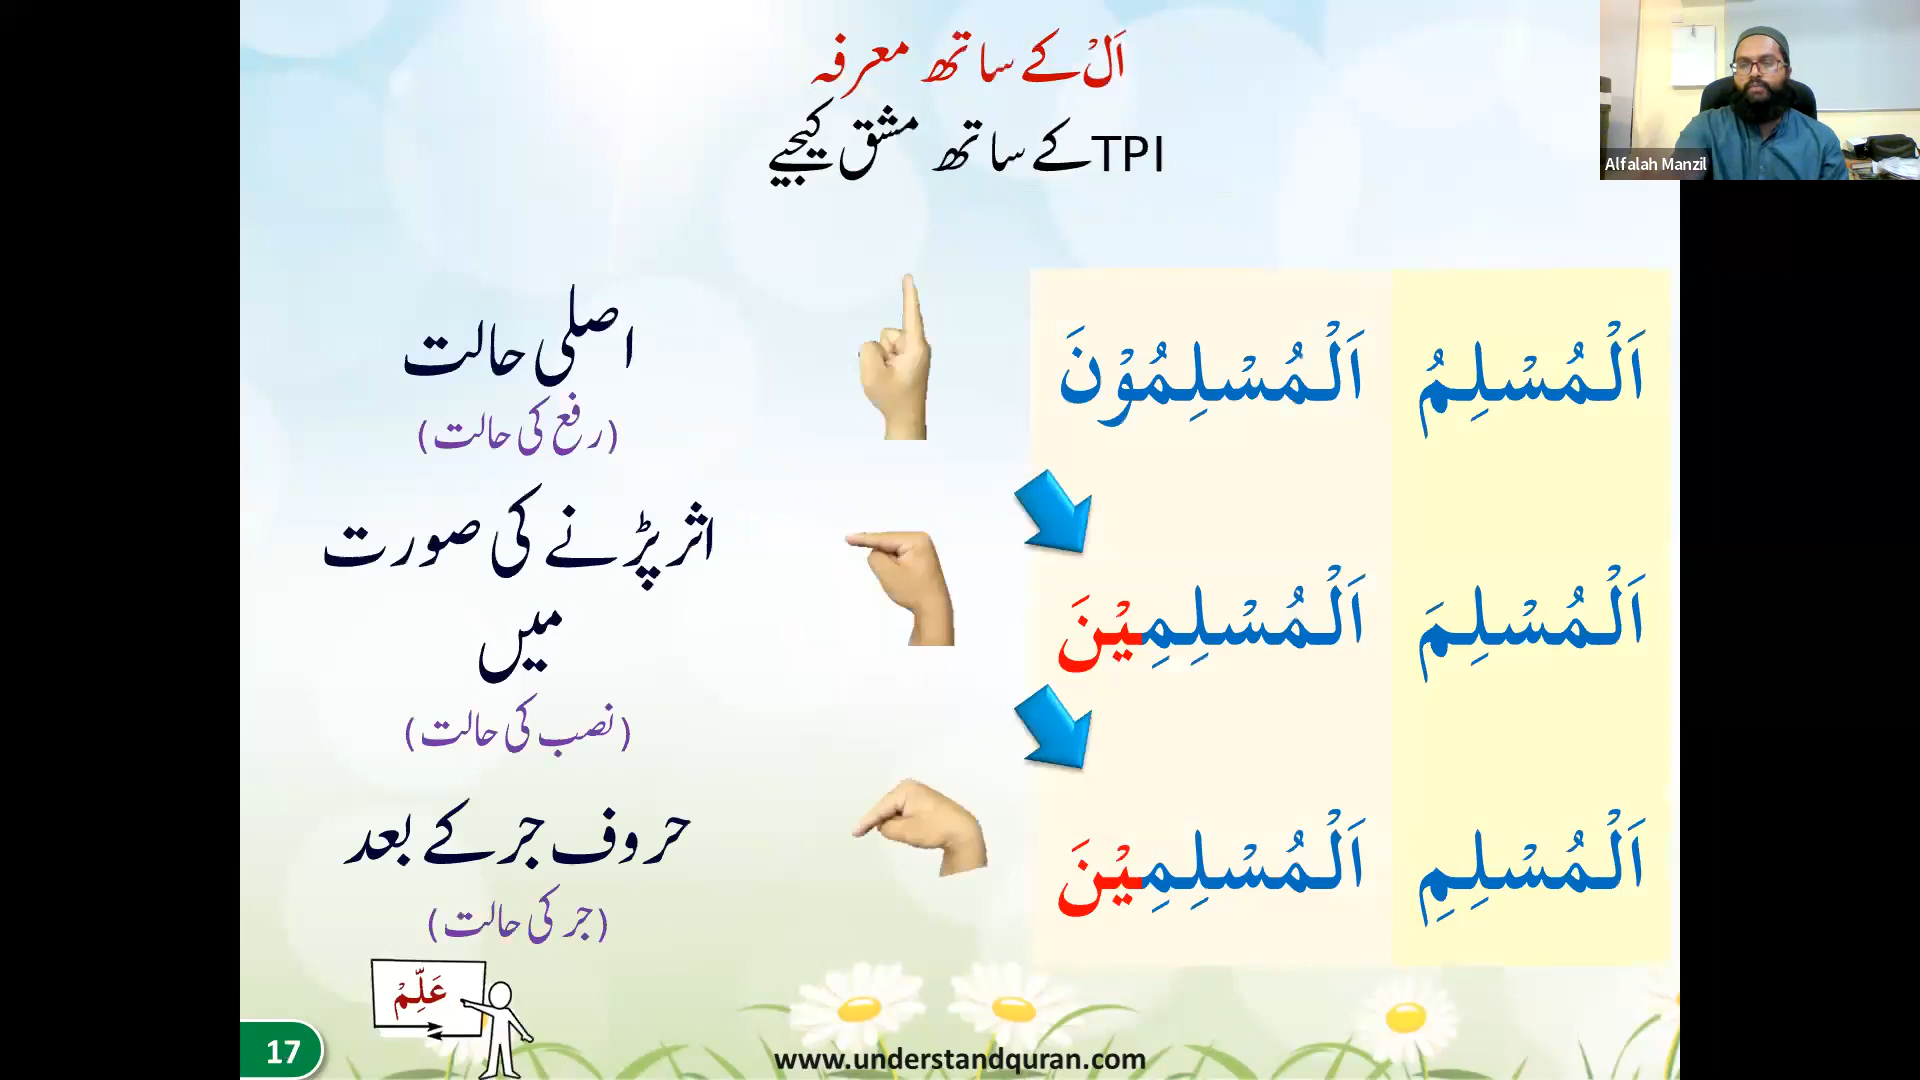 اَلْ کے ساتھ معرفہ
TPI کے ساتھ مشق کیجیے
Alfalah Manzil
اَلْمُسْلِمُ اَلْمُسْلِمُوْنَ
اصلی حالت
(رفع کی حالت)
اَلْمُسْلِمَ اَلْمُسْلِمِيْنَ
اثر پڑنے کی صورت
میں
(نصب کی حالت)
اَلْمُسْلِمِ اَلْمُسْلِمِيْنَ
حروف جر کے بعد
(جر کی حالت)
عَلِّمْ
17
www.understandquran.com